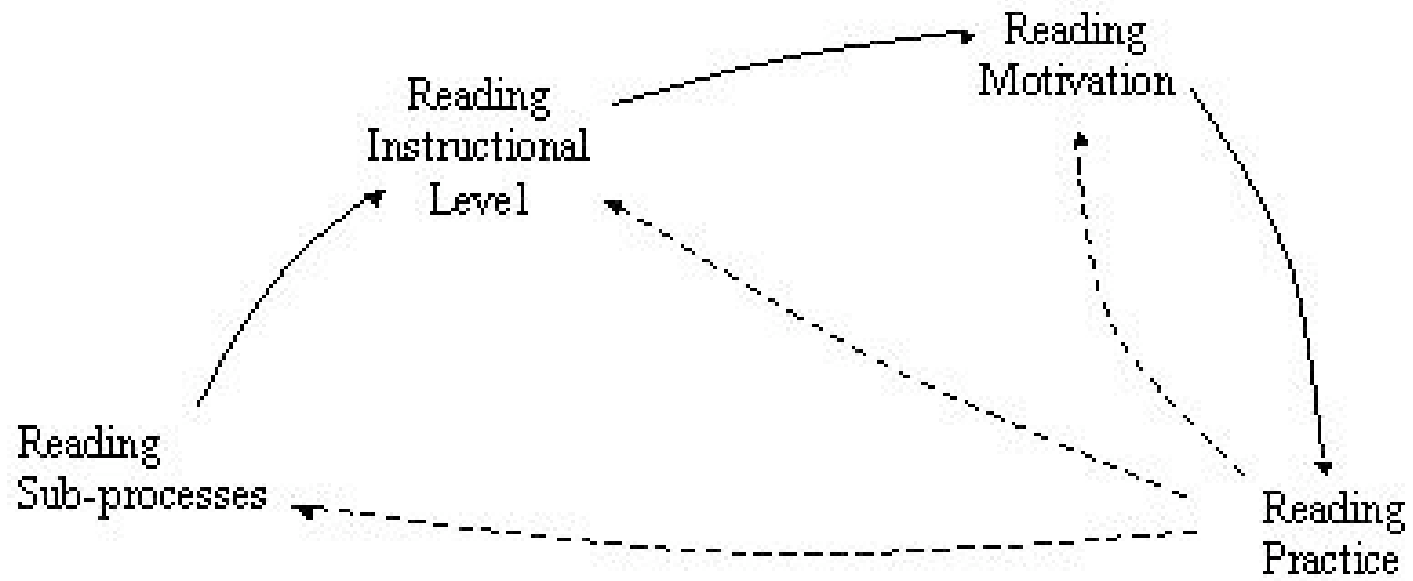 Reading
Motivation
Reading
Instructional
Level
Reading
Sub-processes
Reading
Practice